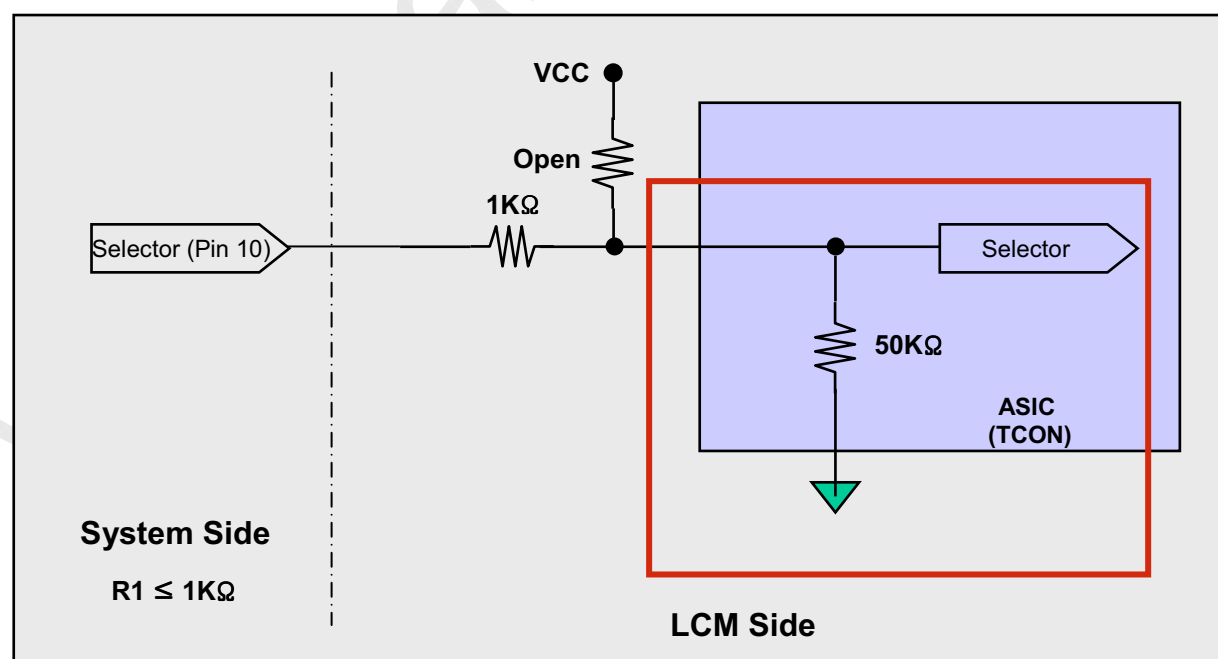 VCC
Open
1KΩ
Selector (Pin 10)
Selector
50KΩ
ASIC
(TCON)
System Side
R1 ≤ 1KΩ
LCM Side